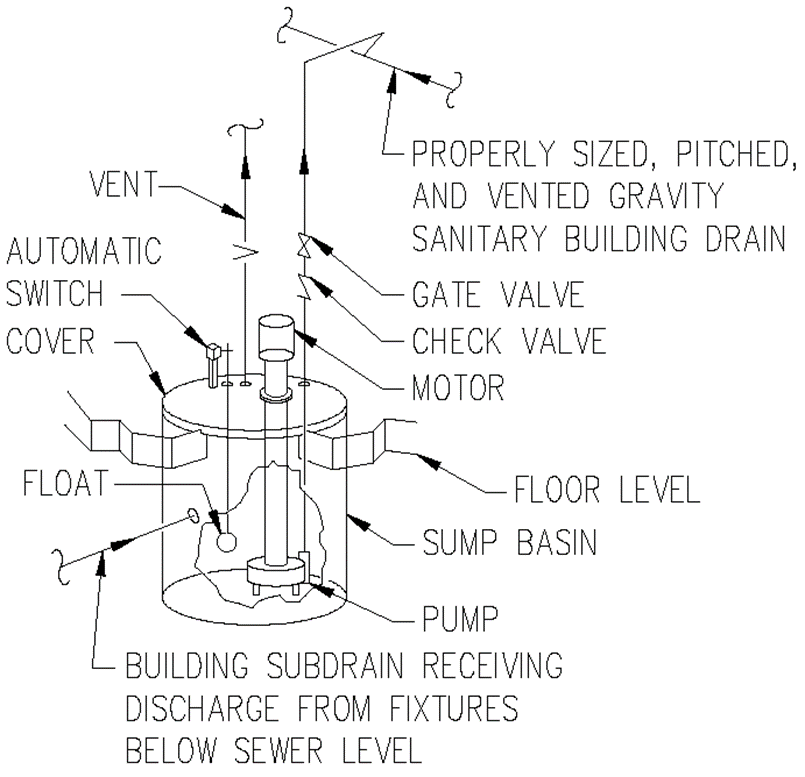 PROPERLY SIZED, PITCHED,
AND VENTED GRAVITY
SANITARY BUILDING DRAIN
VENT
AUTOMATIC
SWITCH
GATE VALVE
COVER
CHECK VALVE
MOTOR
FLOAT
FLOOR LEVEL
SUMP BASIN
PUMP
BUILDING SUBDRAIN RECEIVING
DISCHARGE FROM FIXTURES
BELOW SEWER LEVEL